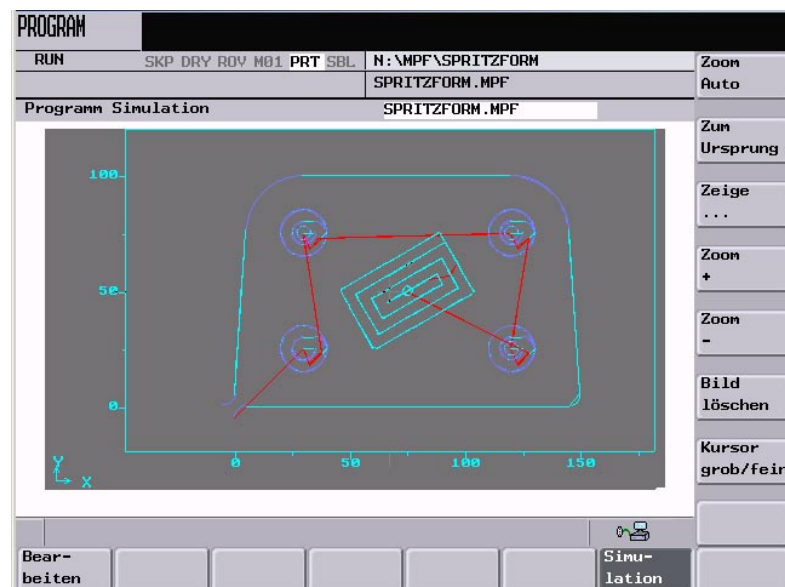 PROGRAM
RUN
SKP DRY ROV M01 PRT SBL
N:\MPF\SPRITZFORM
SPRITZFORM.MPF
Programm Simulation
SPRITZFORM.MPF
Zoom
Auto
Zum
Ursprung
Zeige
...
Zoom
+
Zoom
-
Bild
löschen
Kursor
grob/fein
100
50
0
0
50
100
150
Y
X
Bear-
beiten
Simu-
lation